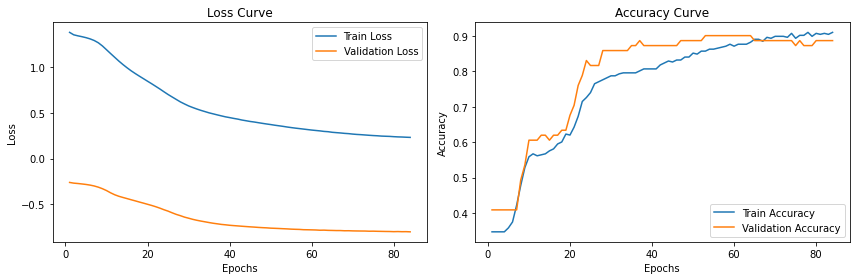 Loss Curve
Train Loss
Validation Loss
1.0
0.5
0.0
−0.5
Loss
0
20
40
60
80
Epochs
Accuracy Curve
0.9
0.8
0.7
0.6
0.5
0.4
Accuracy
Train Accuracy
Validation Accuracy
0
20
40
60
80
Epochs